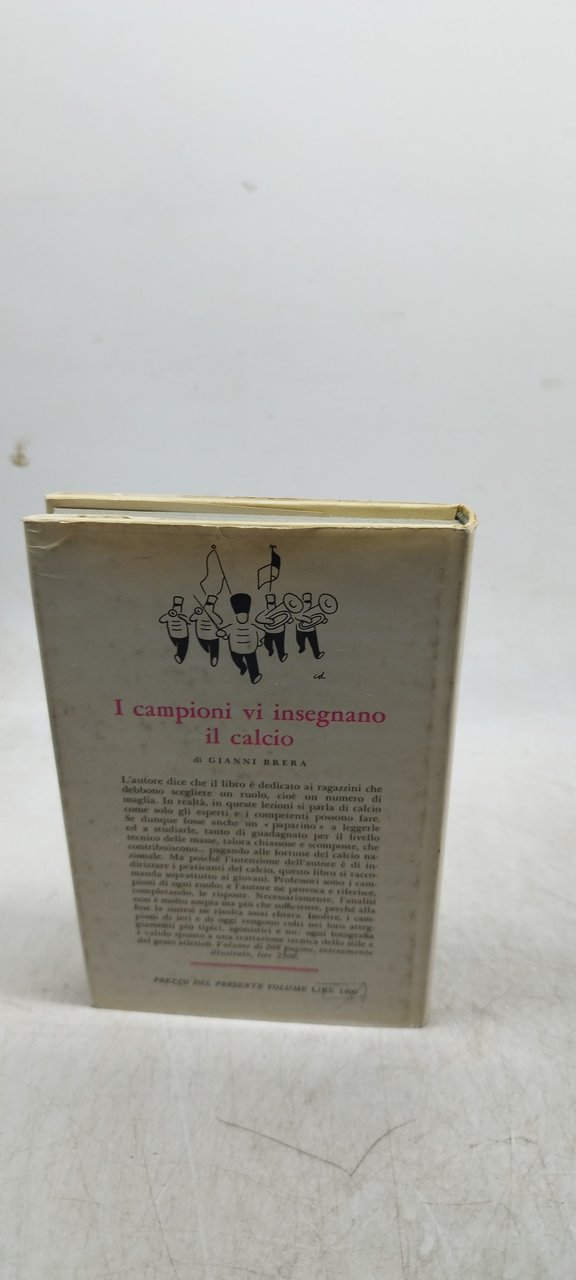 I campioni vi insegnano
il calcio
di GIANNI BRERA
L'autore dice che il libro è dedicato ai ragazzini che
debbono scegliere un ruolo, cioè un numero di
maglia. In realtà, in queste lezioni si parla di calcio
come solo gli esperti e i competenti possono fare.
Se dunque fosse anche un « paparino » a leggerle
ed a studiarle, tanto di guadagnato per il livello
tecnico delle masse, talora chiassose e scomposte, che
contribuiscono... pagando alle fortune del calcio na-
zionale. Ma poiché l'intenzione dell'autore è di in-
dirizzare i praticanti del calcio, questo libro si racco-
manda soprattutto ai giovani. Professori sono i cam-
pioni di ogni ruolo; e l'autore ne provoca e riferisce,
completando, le risposte. Necessariamente, l'analisi
non è molto ampia ma più che sufficiente, perché alla
fine la sintesi ne risulta assai chiara. Inoltre, i cam-
pioni di ieri e di oggi vengono colti nei loro atteg-
giamenti più tipici, agonistici e no: ogni fotografia
è valido spunto a una trattazione tecnica dello stile e
del gesto atletico. Volume di 208 pagine, interamente
illustrato, lire 2200.
PREZZO DEL PRESENTE VOLUME LIRE